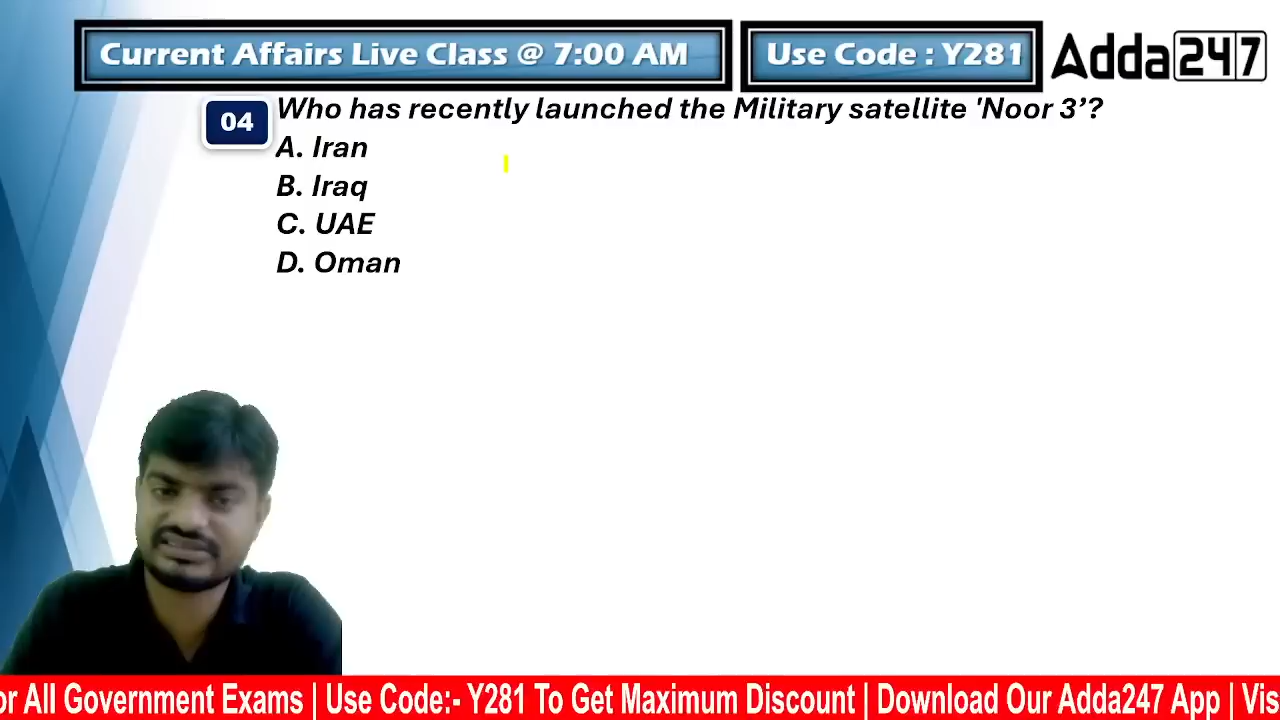 Current Affairs Live Class @ 7:00 AM
Use Code : Y281
Adda247
04
Who has recently launched the Military satellite 'Noor 3’?
A. Iran
B. Iraq
C. UAE
D. Oman
or All Government Exams | Use Code:- Y281 To Get Maximum Discount | Download Our Adda247 App | Vis